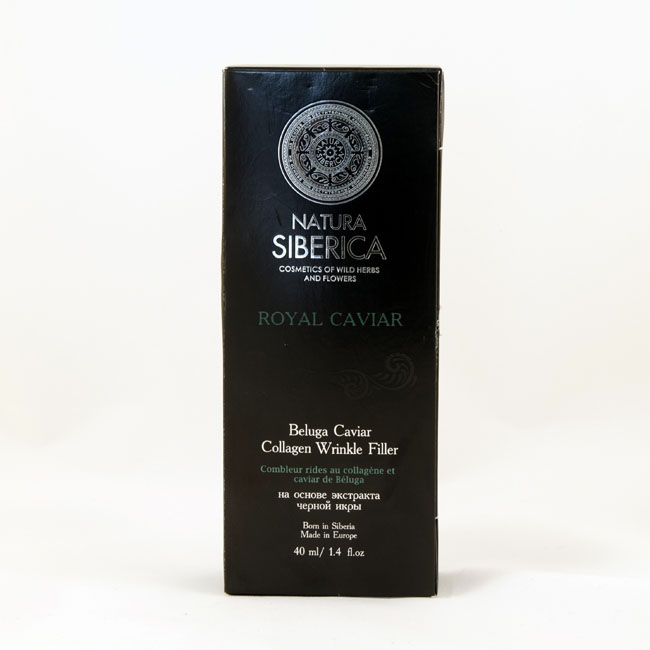 NATURA
SIBERICA
NATURA
SIBERICA
COSMETICS OF WILD HERBS
AND FLOWERS
ROYAL CAVIAR
Beluga Caviar
Collagen Wrinkle Filler
Combleur rides au collagène et
caviar de Béluga
на основе экстракта
черной икры
Born in Siberia
Made in Europe
40 ml/ 1.4 fl.oz